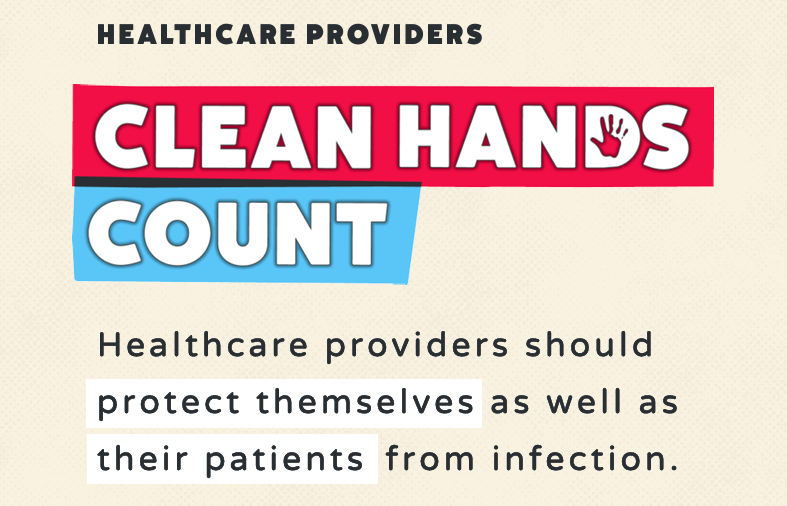 HEALTHCARE PROVIDERS
CLEAN HANDS
COUNT
Healthcare providers should
protect themselves as well as
their patients from infection.